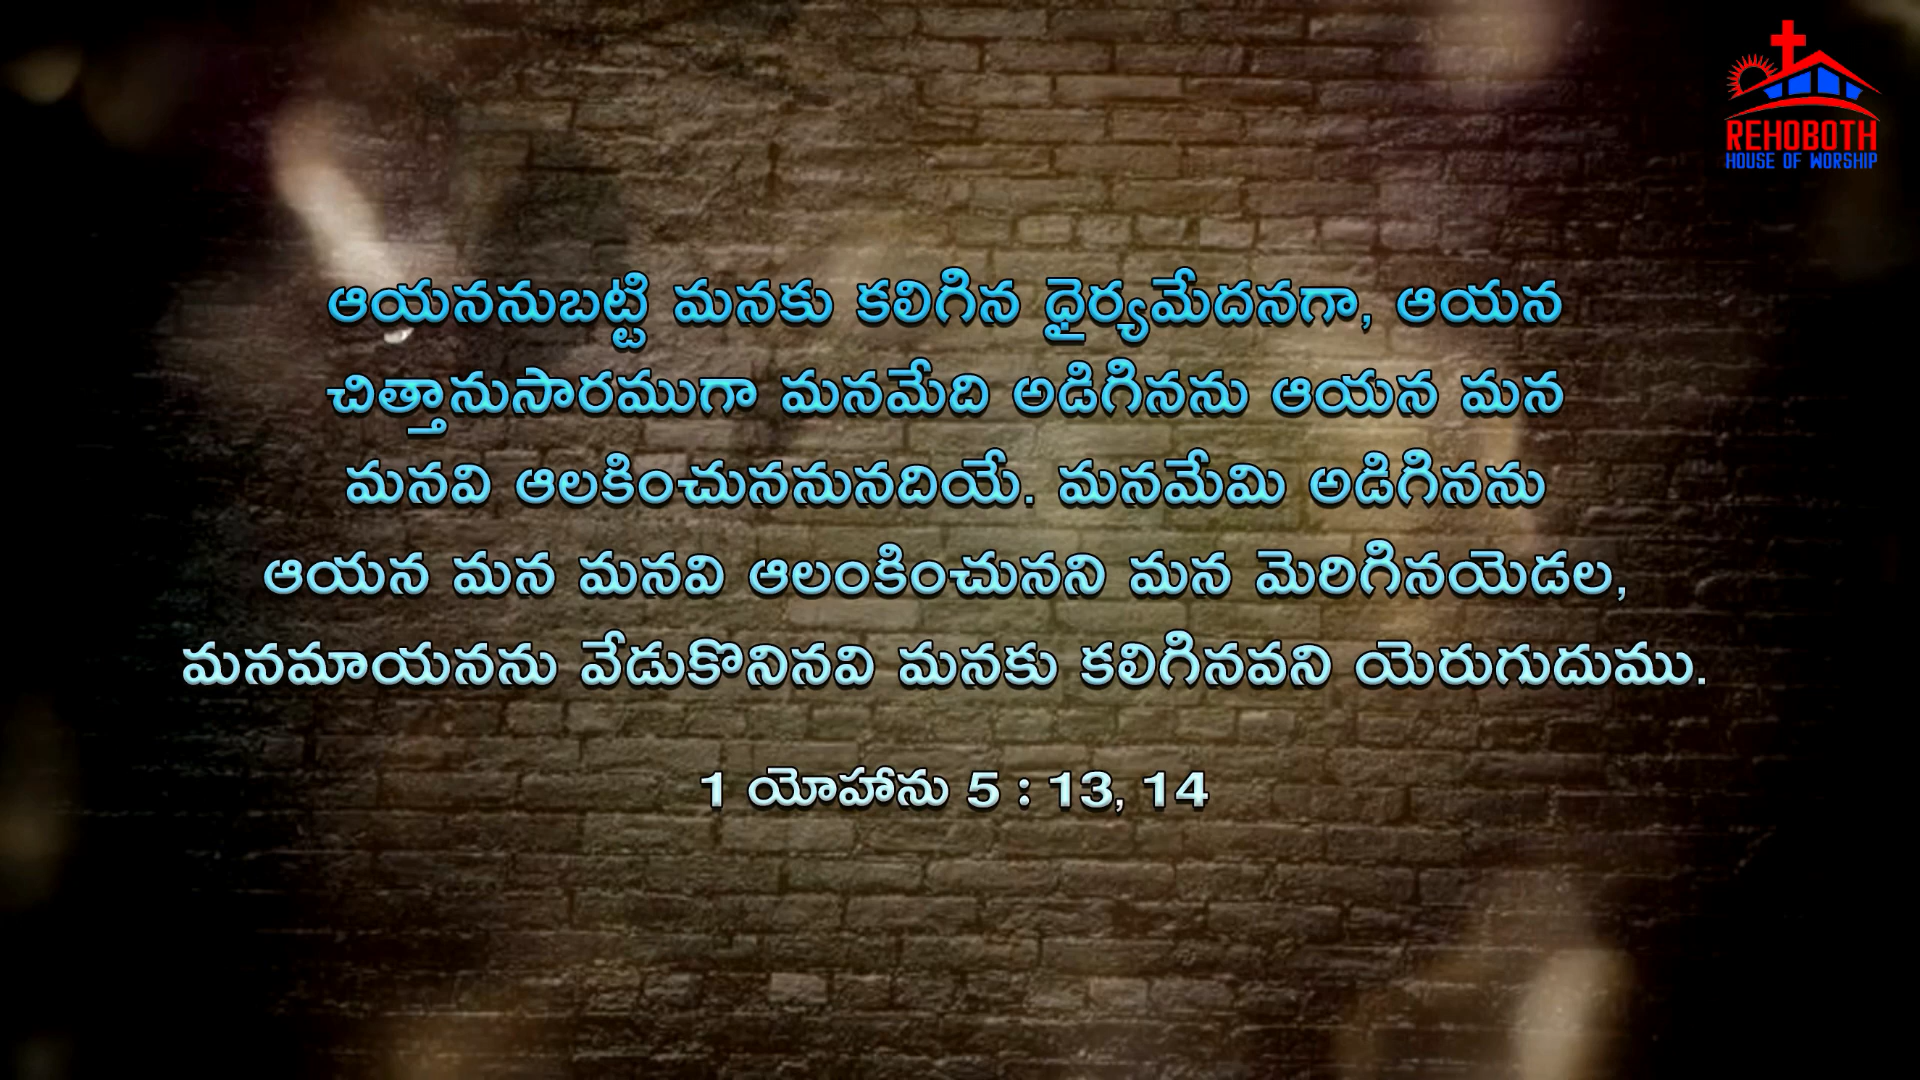 REHOBOTH
HOUSE OF WORSHIP
ఆయననుబట్టి మనకు కలిగిన ధైర్యమేదనగా, ఆయన
చిత్తానుసారముగా మనమేది అడిగినను ఆయన మన
మనవి ఆలకించుననునదియే. మనమేమి అడిగినను
ఆయన మన మనవి ఆలంకించునని మన మెరిగినయెడల,
మనమాయనను వేడుకొనినవి మనకు కలిగినవని యెరుగుదుము.
1 యోహాను 5 : 13, 14